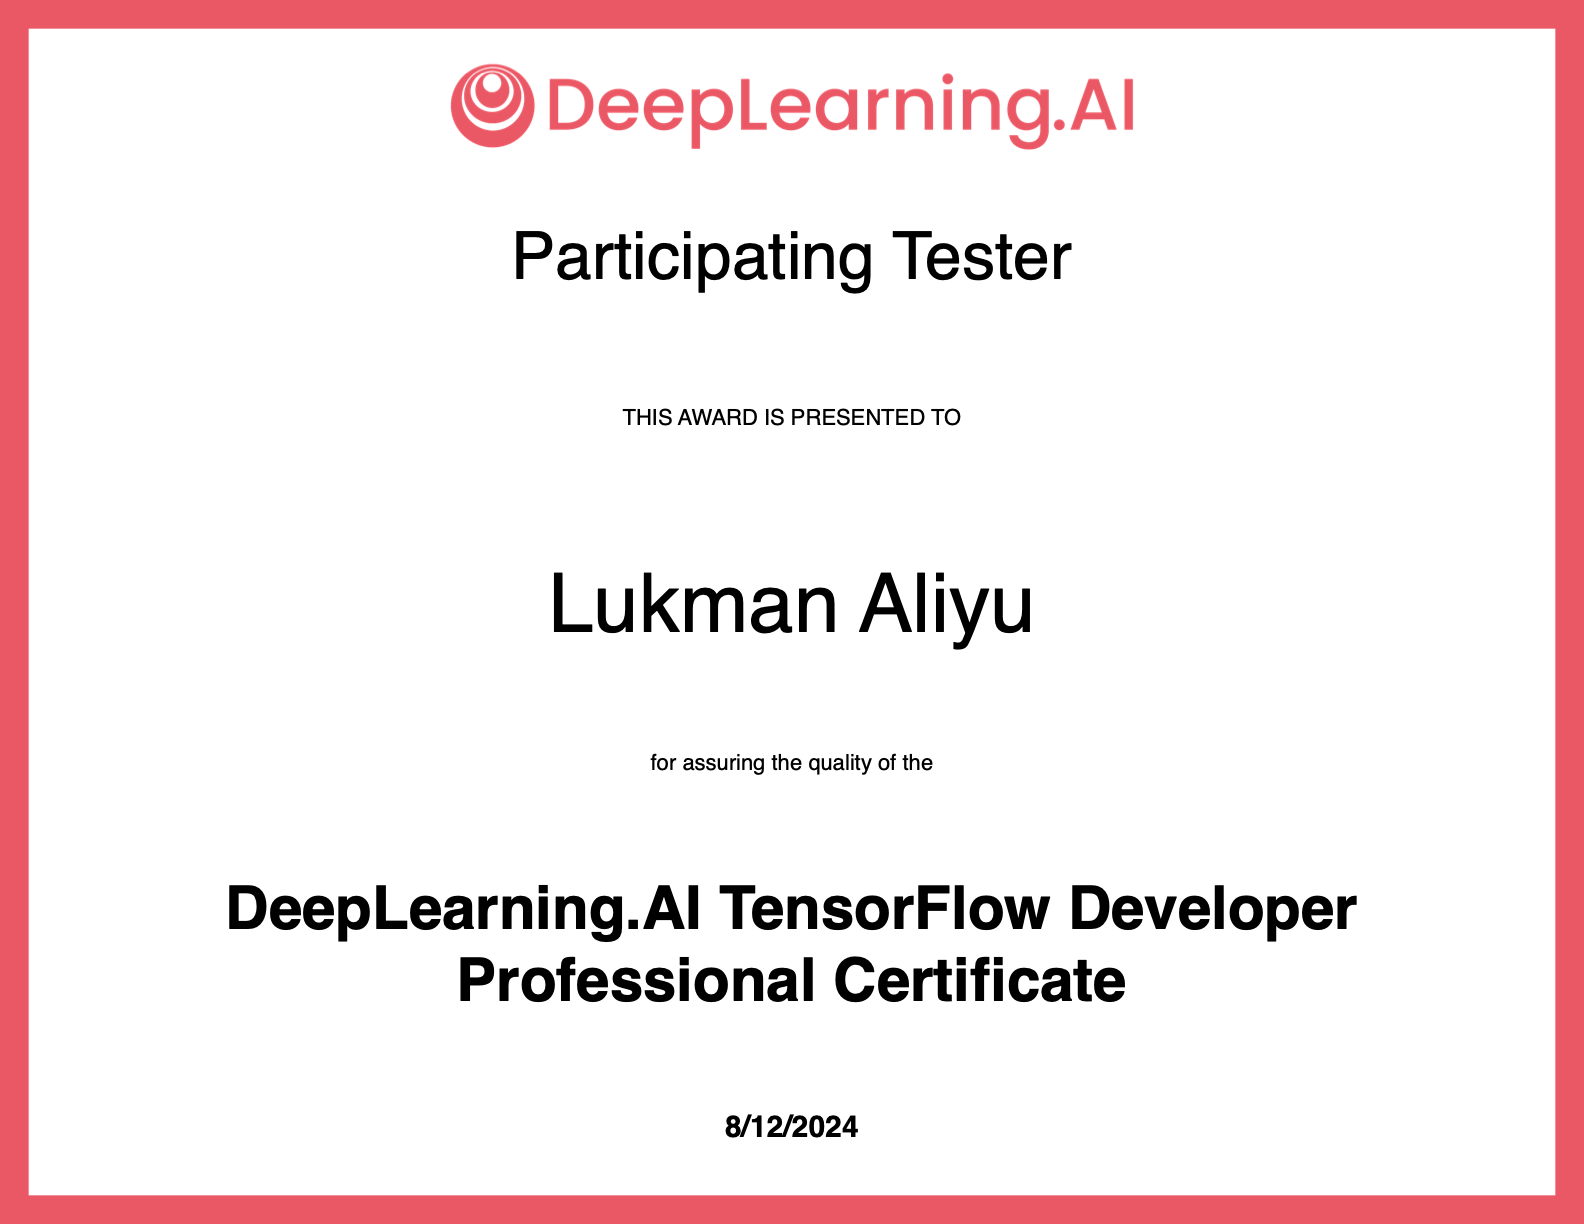 DeepLearning.AI
Participating Tester
THIS AWARD IS PRESENTED TO
Lukman Aliyu
for assuring the quality of the
DeepLearning.AI TensorFlow Developer
Professional Certificate
8/12/2024